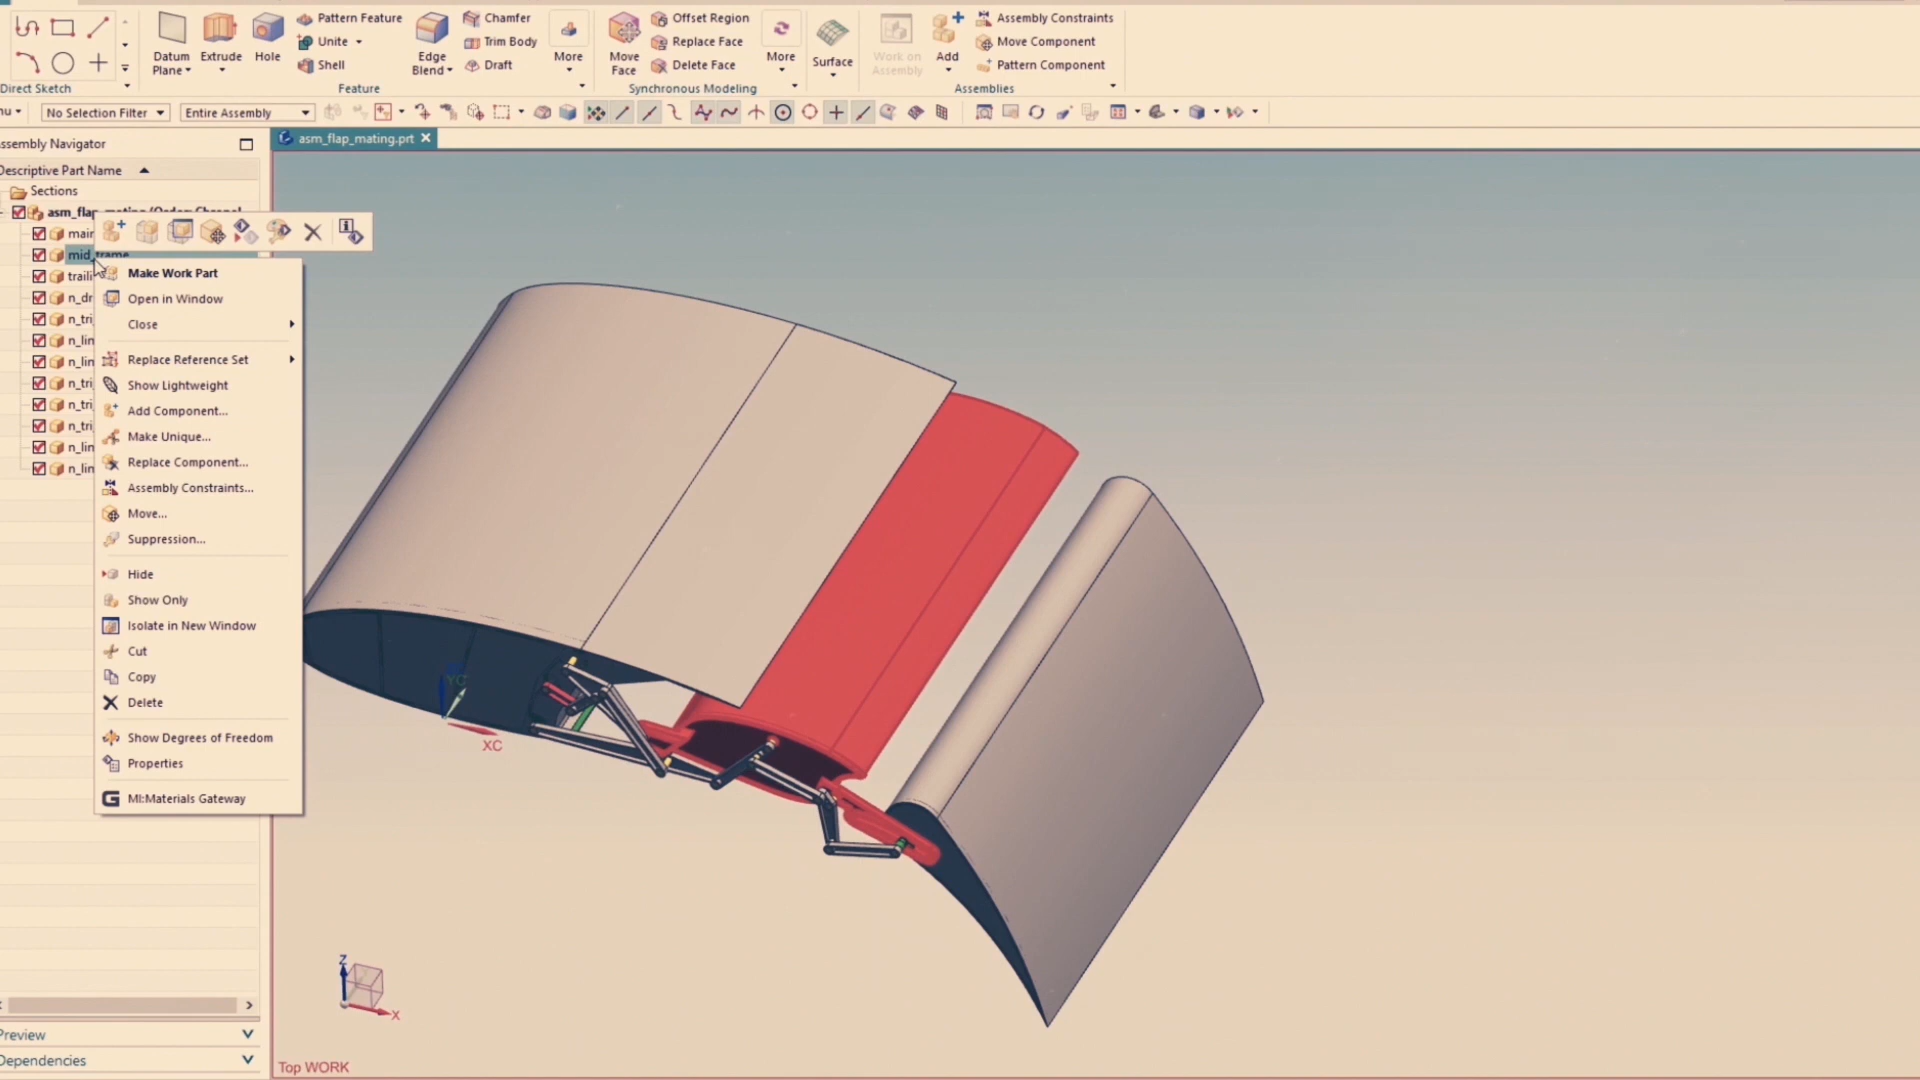 Pattern Feature
Chamfer
Offset Region
Assembly Constraints
Unite
Trim Body
Replace Face
Move Component
Datum
Plane
Extrude
Hole
Shell
Edge
Blend
Draft
More
Move
Face
Delete Face
More
Surface
Work on
Assembly
Add
Pattern Component
Direct Sketch
Feature
Synchronous Modeling
Assemblies
No Selection Filter
Entire Assembly
ssembly Navigator
asm_flap_mating.prt
Descriptive Part Name
Sections
asm_flap_mating (Order: Chronol
main
mid_frame
traili
n_dr
n_tri
n_lin
n_lin
n_tri
n_tri
n_tri
n_lin
n_lin
Make Work Part
Open in Window
Close
Replace Reference Set
Show Lightweight
Add Component...
Make Unique...
Replace Component...
Assembly Constraints...
Move...
Suppression...
Hide
Show Only
Isolate in New Window
Cut
Copy
Delete
Show Degrees of Freedom
Properties
MI:Materials Gateway
YC
XC
Z
X
Preview
Dependencies
Top WORK